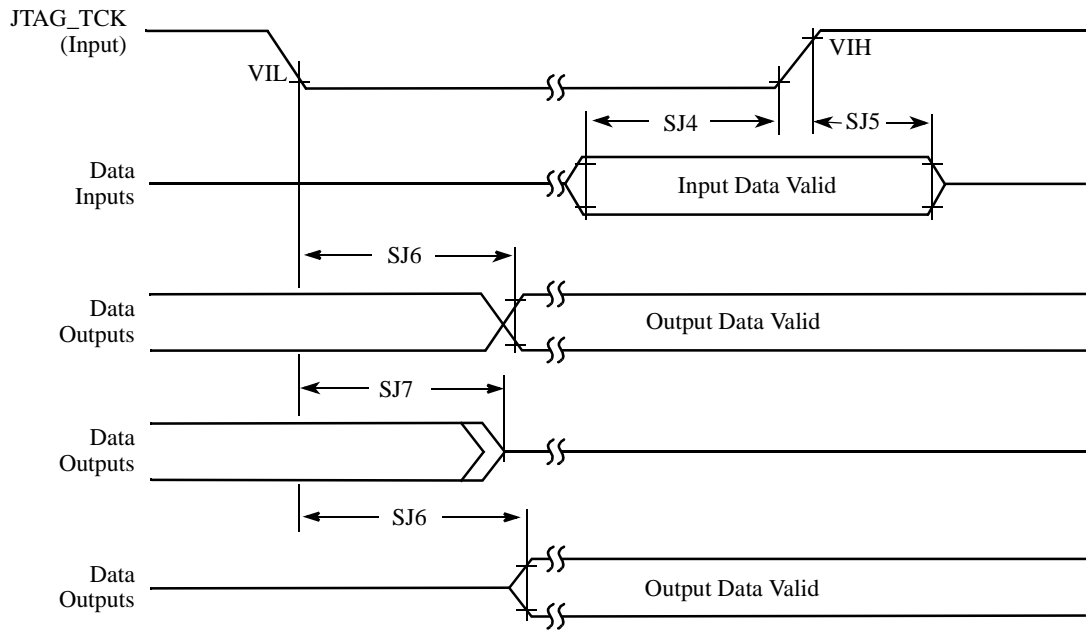 JTAG_TCK
(Input)
VIL
VIH
SJ4
SJ5
Data
Inputs
Input Data Valid
SJ6
Data
Outputs
Output Data Valid
SJ7
Data
Outputs
SJ6
Data
Outputs
Output Data Valid